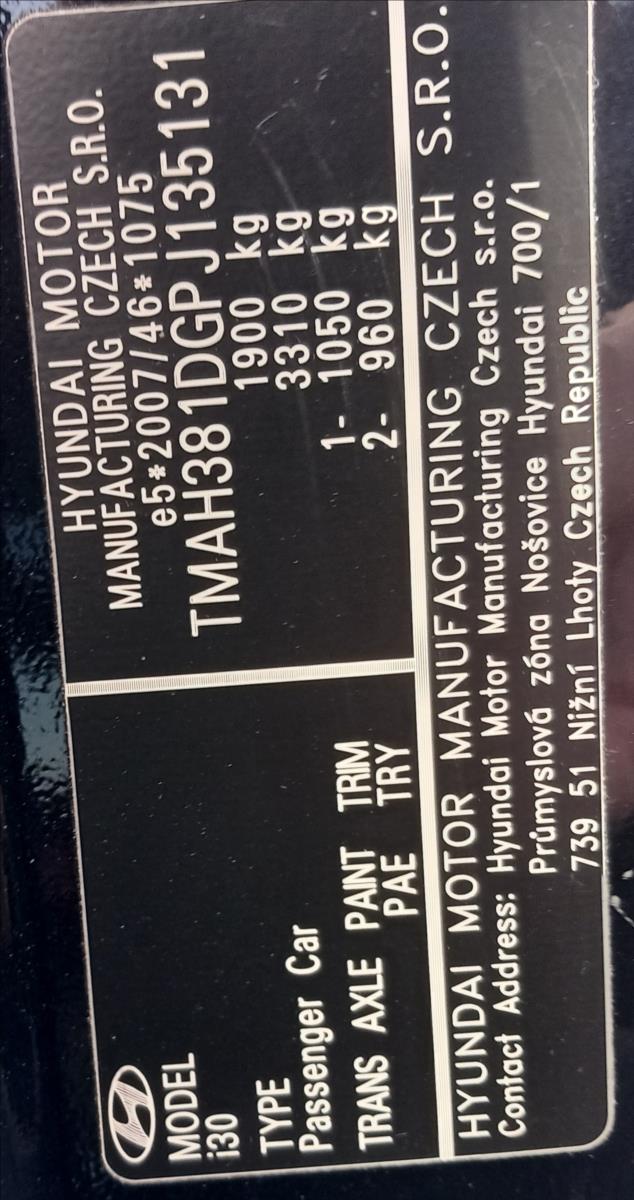 MODEL
i30
TYPE
Passenger Car
TRANS AXLE PAINT TRIM
PAE TRY
HYUNDAI MOTOR
MANUFACTURING CZECH S.R.O.
e5*2007/46*1075
TMAH381DGPJ135131
1900 kg
3310 kg
1- 1050 kg
2- 960 kg
HYUNDAI MOTOR MANUFACTURING CZECH S.R.O.
Contact Address: Hyundai Motor Manufacturing Czech s.r.o.
Průmyslová zóna Nošovice Hyundai 700/1
739 51 Nižní Lhoty Czech Republic